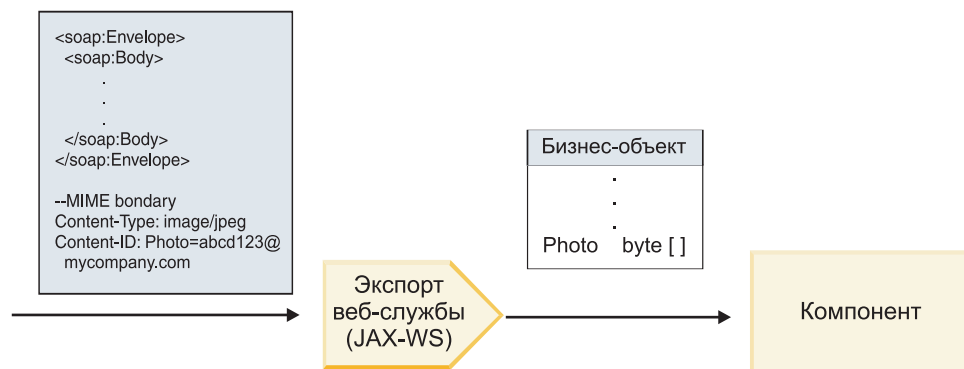 <soap:Envelope>
<soap:Body>
.
.
.
</soap:Body>
</soap:Envelope>
--MIME bondary
Content-Type: image/jpeg
Content-ID: Photo=abcd123@
mycompany.com
Экспорт
веб-службы
(JAX-WS)
Бизнес-объект
.
.
.
Photo byte [ ]
Компонент